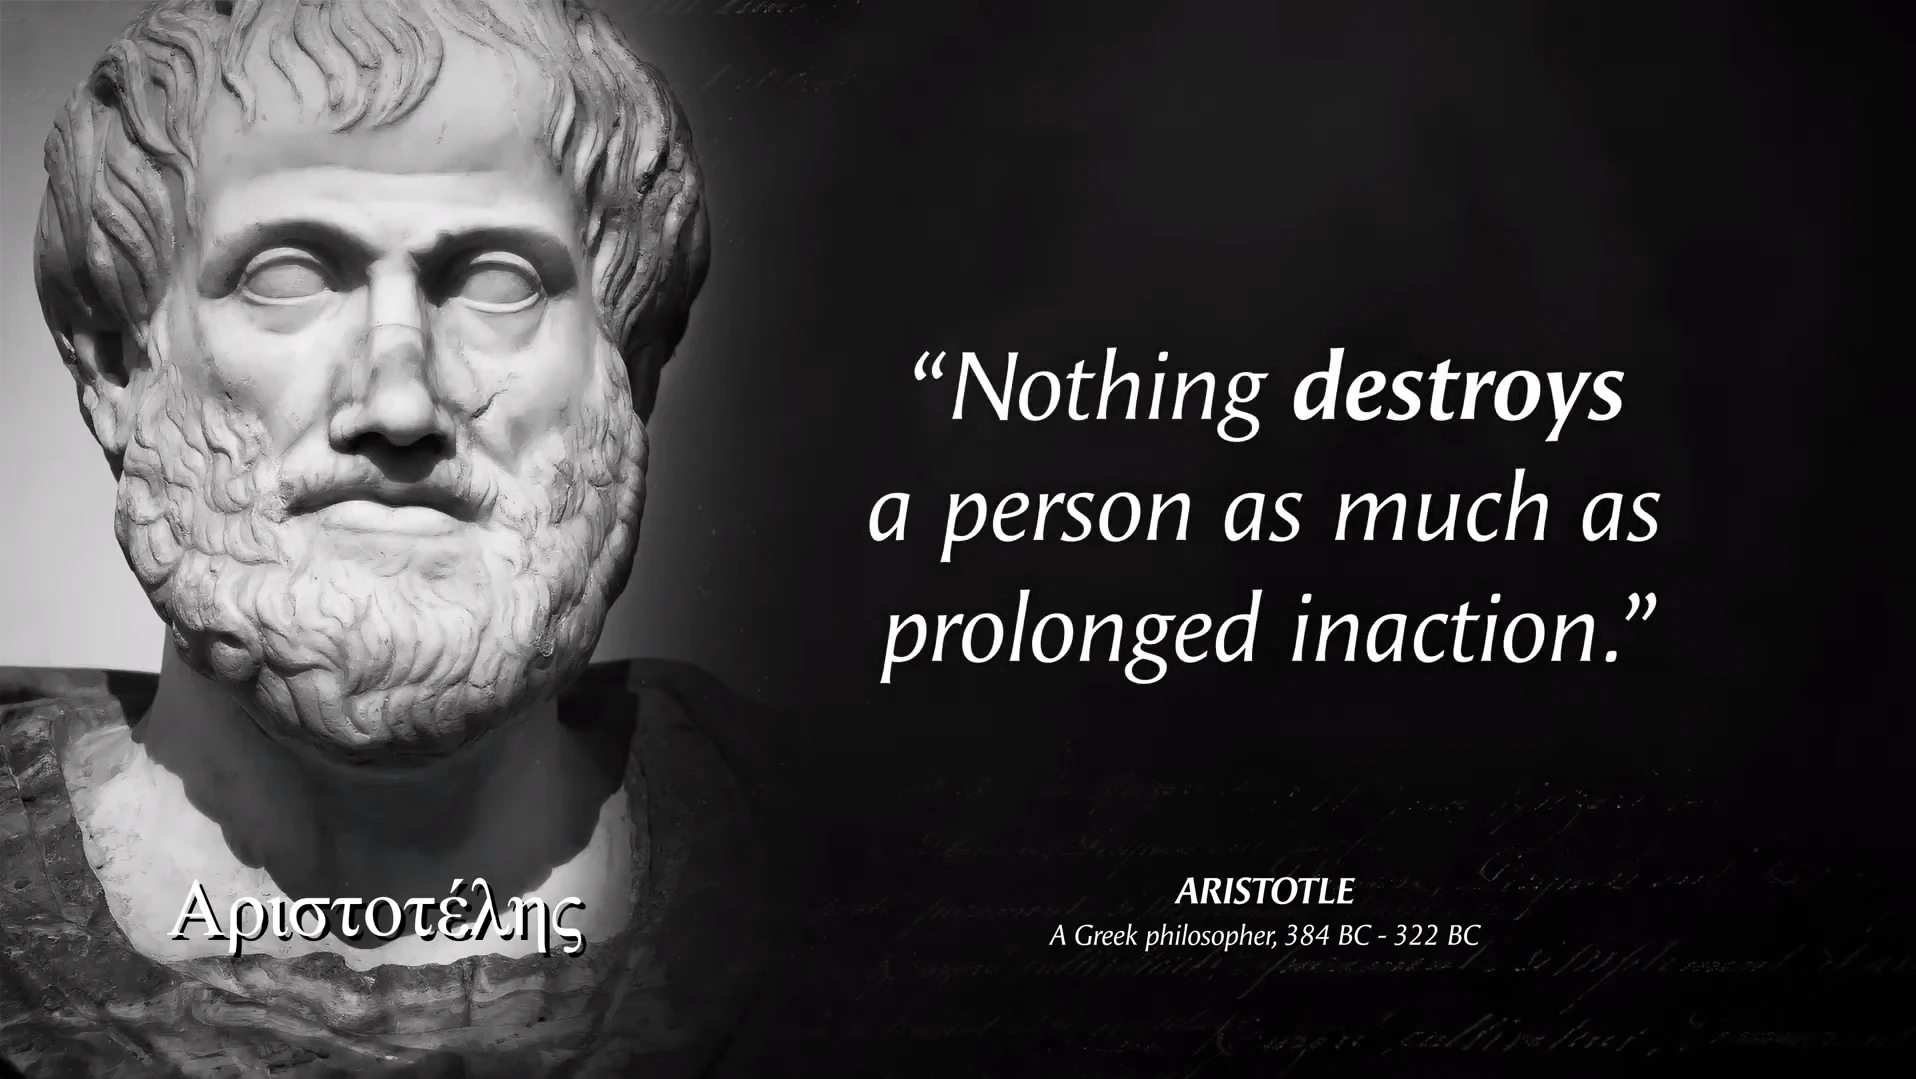 “Nothing destroys
a person as much as
prolonged inaction.”
Αριστοτέλης
ARISTOTLE
A Greek philosopher, 384 BC - 322 BC